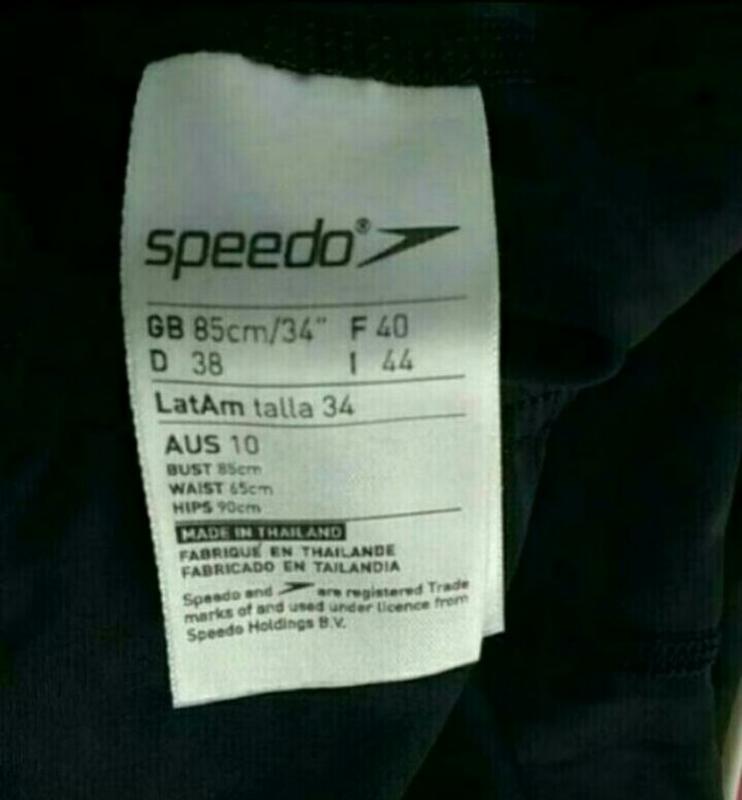 speedo®
GB 85cm/34" F 40
D 38 I 44
LatAm talla 34
AUS 10
BUST 85cm
WAIST 65cm
HIPS 90cm
MADE IN THAILAND
FABRIQUÉ EN THAILANDE
FABRICADO EN TAILANDIA
Speedo and are registered Trade
marks of and used under licence from
Speedo Holdings B.V.